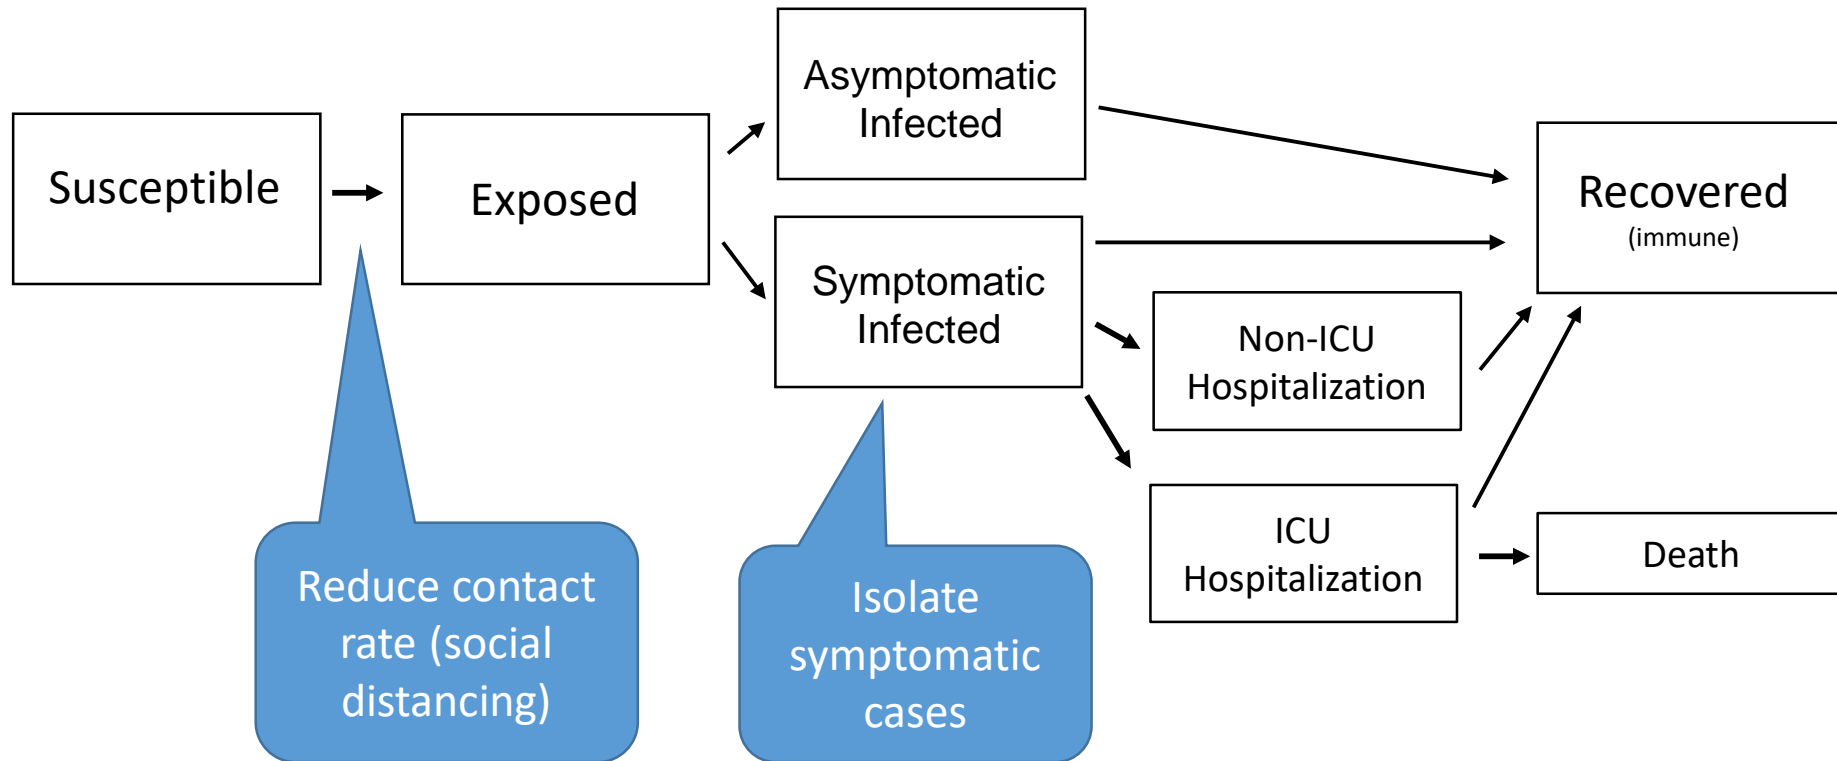 Susceptible
Exposed
Asymptomatic
Infected
Symptomatic
Infected
Non-ICU
Hospitalization
ICU
Hospitalization
Recovered
(immune)
Death
Reduce contact
rate (social
distancing)
Isolate
symptomatic
cases